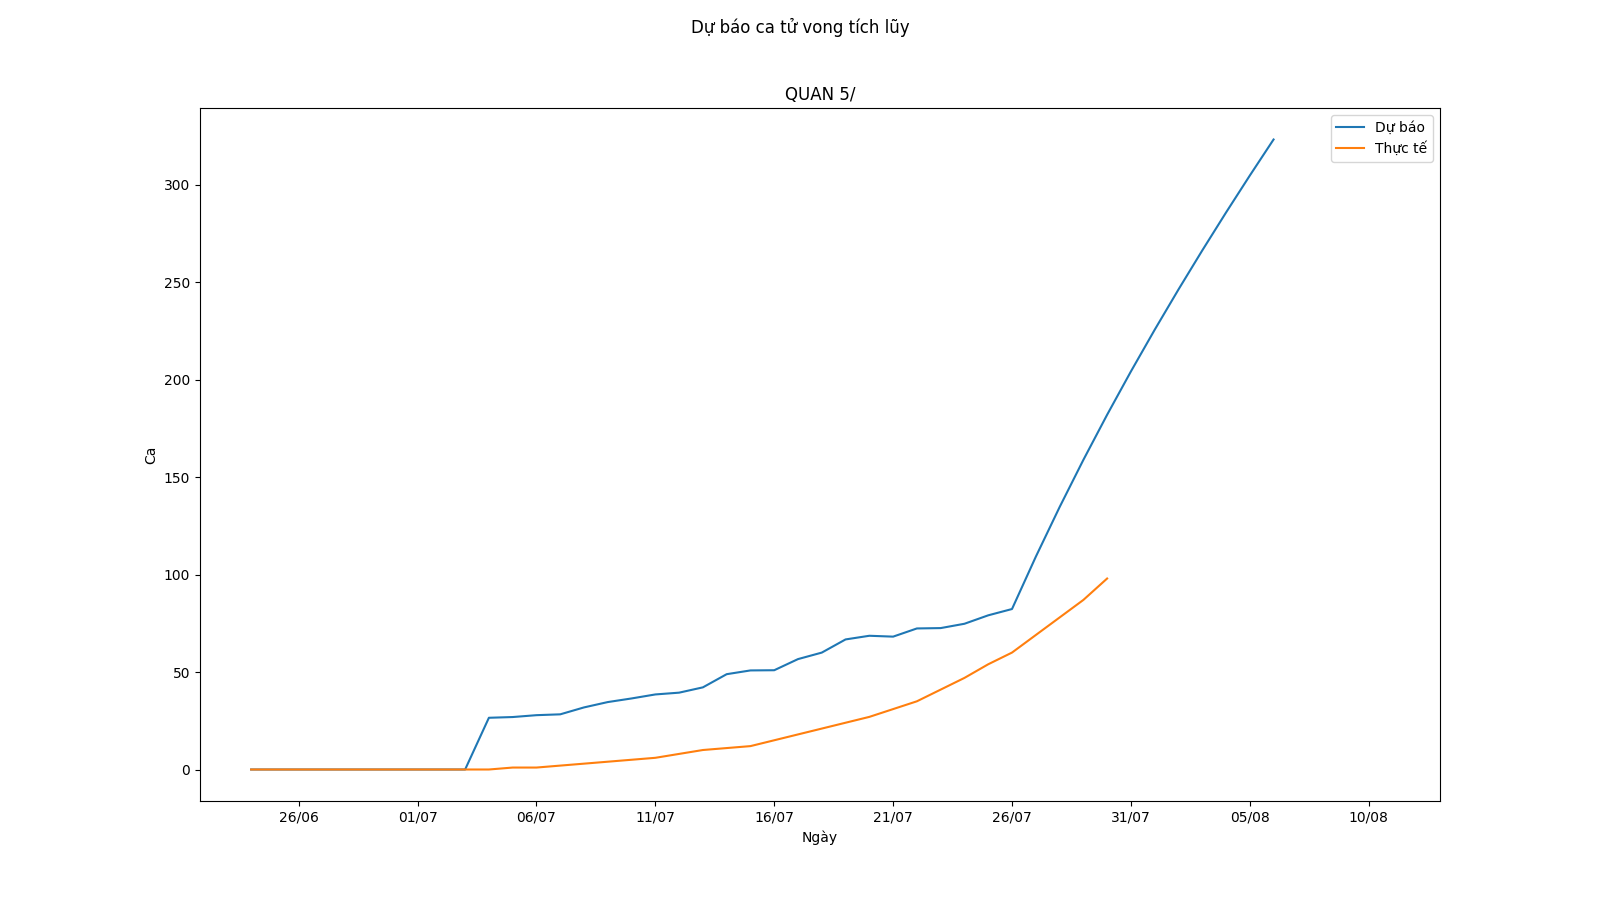 Dự báo ca tử vong tích lũy
QUAN 5/
Dự báo
Thực tế
300
250
200
150
100
50
0
Ca
26/06 01/07 06/07 11/07 16/07 21/07 26/07 31/07 05/08 10/08
Ngày